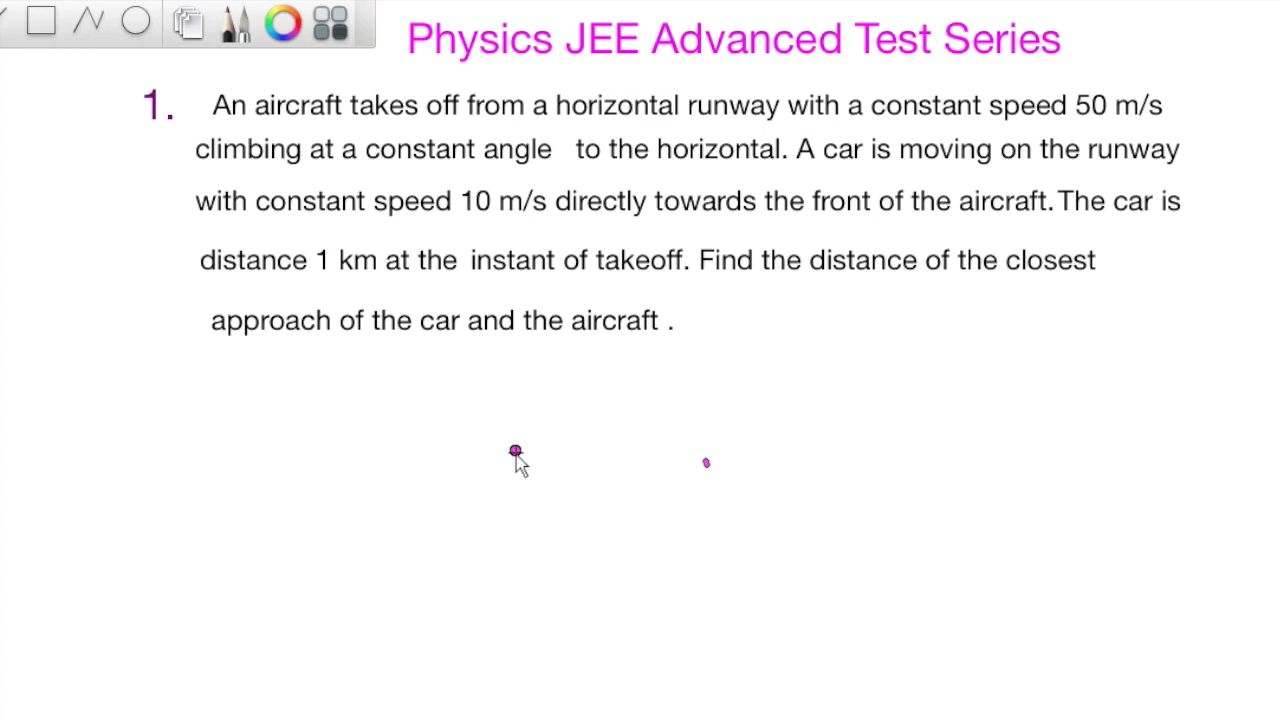 Physics JEE Advanced Test Series
1. An aircraft takes off from a horizontal runway with a constant speed 50 m/s
climbing at a constant angle to the horizontal. A car is moving on the runway
with constant speed 10 m/s directly towards the front of the aircraft. The car is
distance 1 km at the instant of takeoff. Find the distance of the closest
approach of the car and the aircraft .